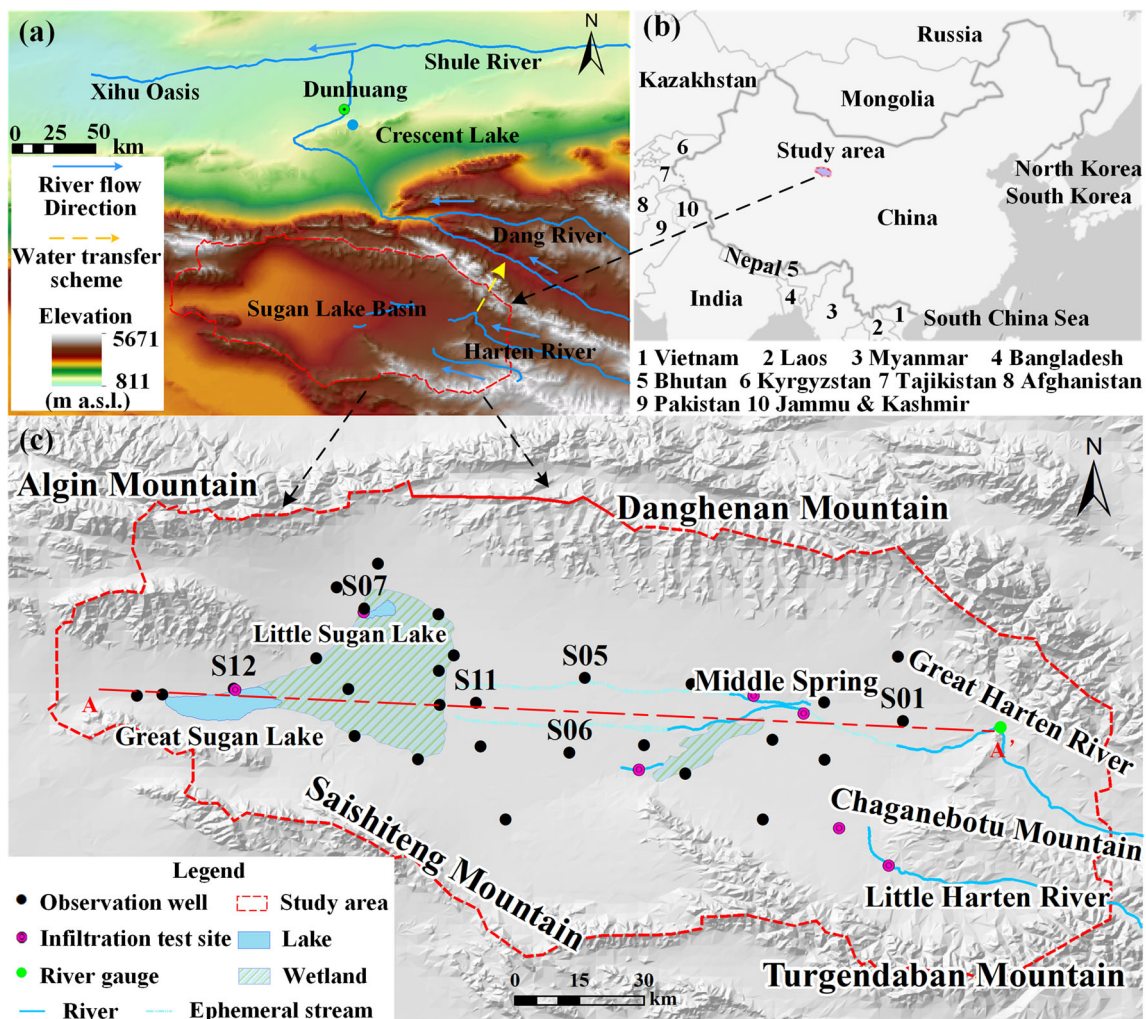 (a)
N
Shule River
Xihu Oasis
Dunhuang
Crescent Lake
0 25 50
km
River flow
Direction
Water transfer
scheme
Elevation
5671
811
(m a.s.l.)
Dang River
Sugan Lake Basin
Harten River
(b)
Russia
Kazakhstan
Mongolia
6
Study area
7
North Korea
South Korea
8
10
9
China
Nepal 5
India
4
3
1
2
South China Sea
1 Vietnam 2 Laos 3 Myanmar 4 Bangladesh
5 Bhutan 6 Kyrgyzstan 7 Tajikistan 8 Afghanistan
9 Pakistan 10 Jammu & Kashmir
(c)
N
Algin Mountain
Danghenan Mountain
S07
Little Sugan Lake
S12
S05
Middle Spring
S11
S01
Great Harten River
A
Great Sugan Lake
S06
A’
Saishiteng Mountain
Chaganebotu Mountain
Little Harten River
Turgendaban Mountain
Legend
Observation well
Study area
Infiltration test site
Lake
River gauge
Wetland
River
Ephemeral stream
0 15 30
km